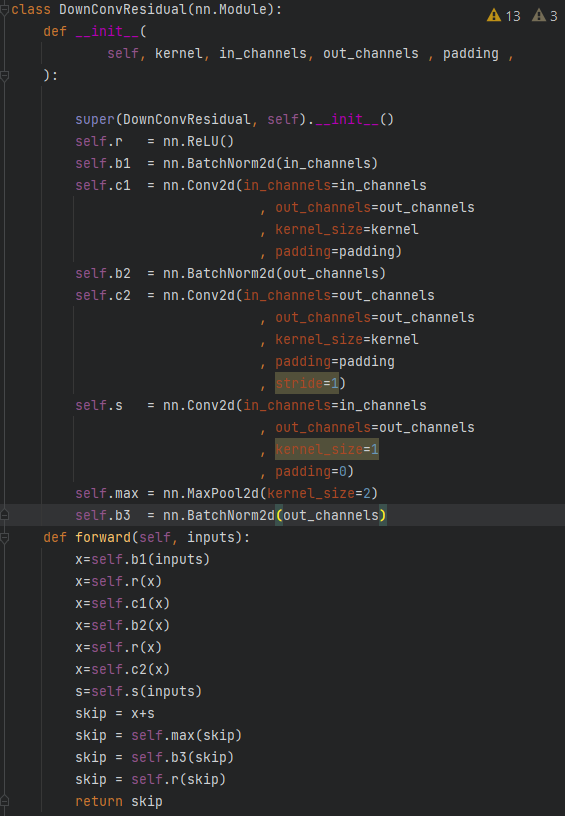 class DownConvResidual(nn.Module):
13 3
    def __init__(
            self, kernel, in_channels, out_channels , padding ,
    ):
        super(DownConvResidual, self).__init__()
        self.r   = nn.ReLU()
        self.b1  = nn.BatchNorm2d(in_channels)
        self.c1  = nn.Conv2d(in_channels=in_channels
                               , out_channels=out_channels
                               , kernel_size=kernel
                               , padding=padding)
        self.b2  = nn.BatchNorm2d(out_channels)
        self.c2  = nn.Conv2d(in_channels=out_channels
                               , out_channels=out_channels
                               , kernel_size=kernel
                               , padding=padding
                               , stride=1)
        self.s   = nn.Conv2d(in_channels=in_channels
                               , out_channels=out_channels
                               , kernel_size=1
                               , padding=0)
        self.max = nn.MaxPool2d(kernel_size=2)
        self.b3  = nn.BatchNorm2d(out_channels)
    def forward(self, inputs):
        x=self.b1(inputs)
        x=self.r(x)
        x=self.c1(x)
        x=self.b2(x)
        x=self.r(x)
        x=self.c2(x)
        s=self.s(inputs)
        skip = x+s
        skip = self.max(skip)
        skip = self.b3(skip)
        skip = self.r(skip)
        return skip